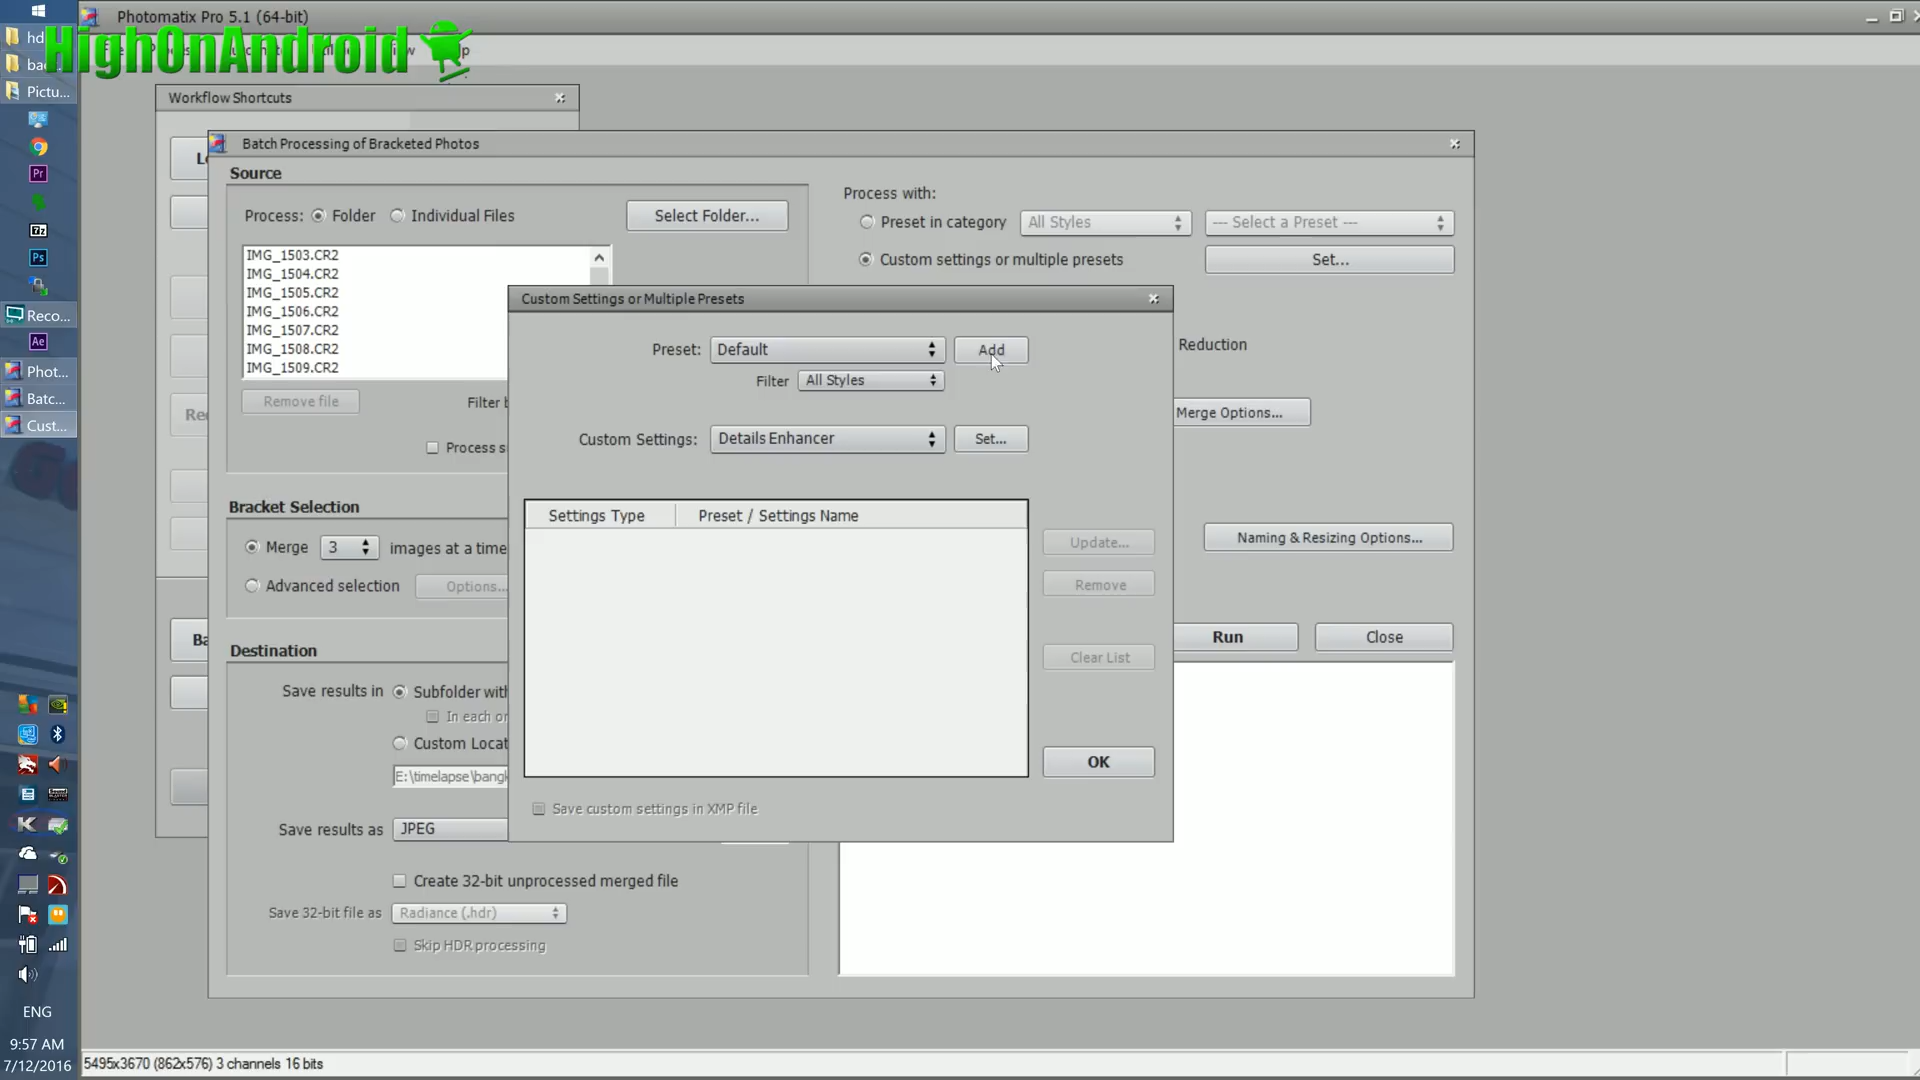 Photomatix Pro 5.1 (64-bit)
HighOnAndroid
hd
bac
Pictu...
Reco...
Phot...
Batc...
Cust...
Workflow Shortcuts
Batch Processing of Bracketed Photos
Source
Process: Folder Individual Files Select Folder...
IMG_1503.CR2
IMG_1504.CR2
IMG_1505.CR2
IMG_1506.CR2
IMG_1507.CR2
IMG_1508.CR2
IMG_1509.CR2
Remove file
Filter b
Process s
Process with:
Preset in category All Styles --- Select a Preset ---
Custom settings or multiple presets Set...
Reduction
Merge Options...
Naming & Resizing Options...
Run Close
Custom Settings or Multiple Presets
Preset: Default Add
Filter All Styles
Custom Settings: Details Enhancer Set...
Settings Type Preset / Settings Name
Update...
Remove
Clear List
OK
Save custom settings in XMP file
Bracket Selection
Merge 3 images at a time
Advanced selection Options...
Destination
Save results in Subfolder with
In each or
Custom Locat
E:\timelapse\bangk
Save results as JPEG
Create 32-bit unprocessed merged file
Save 32-bit file as Radiance (.hdr)
Skip HDR processing
ENG
9:57 AM
7/12/2016
5495x3670 (862x576) 3 channels 16 bits